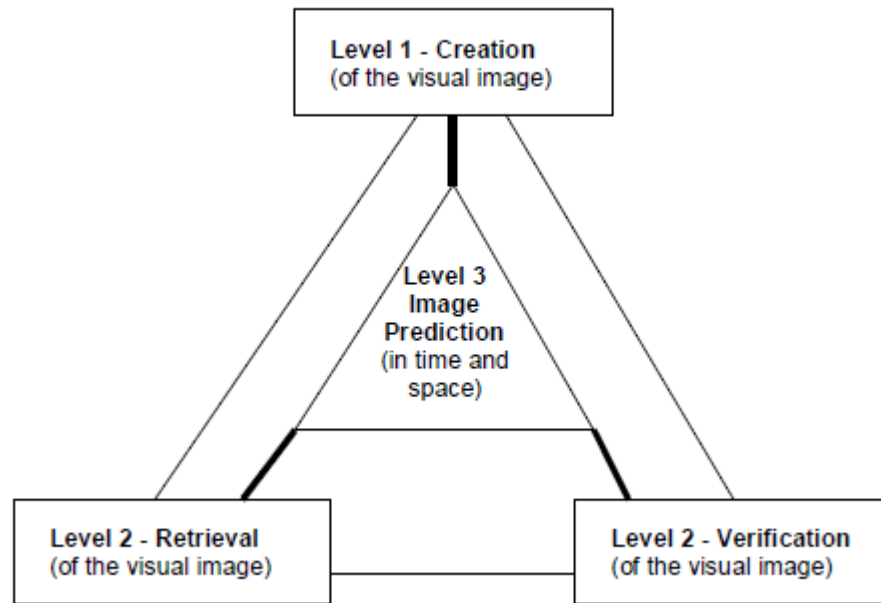 Level 1 - Creation
(of the visual image)
Level 3
Image
Prediction
(in time and
space)
Level 2 - Retrieval
(of the visual image)
Level 2 - Verification
(of the visual image)